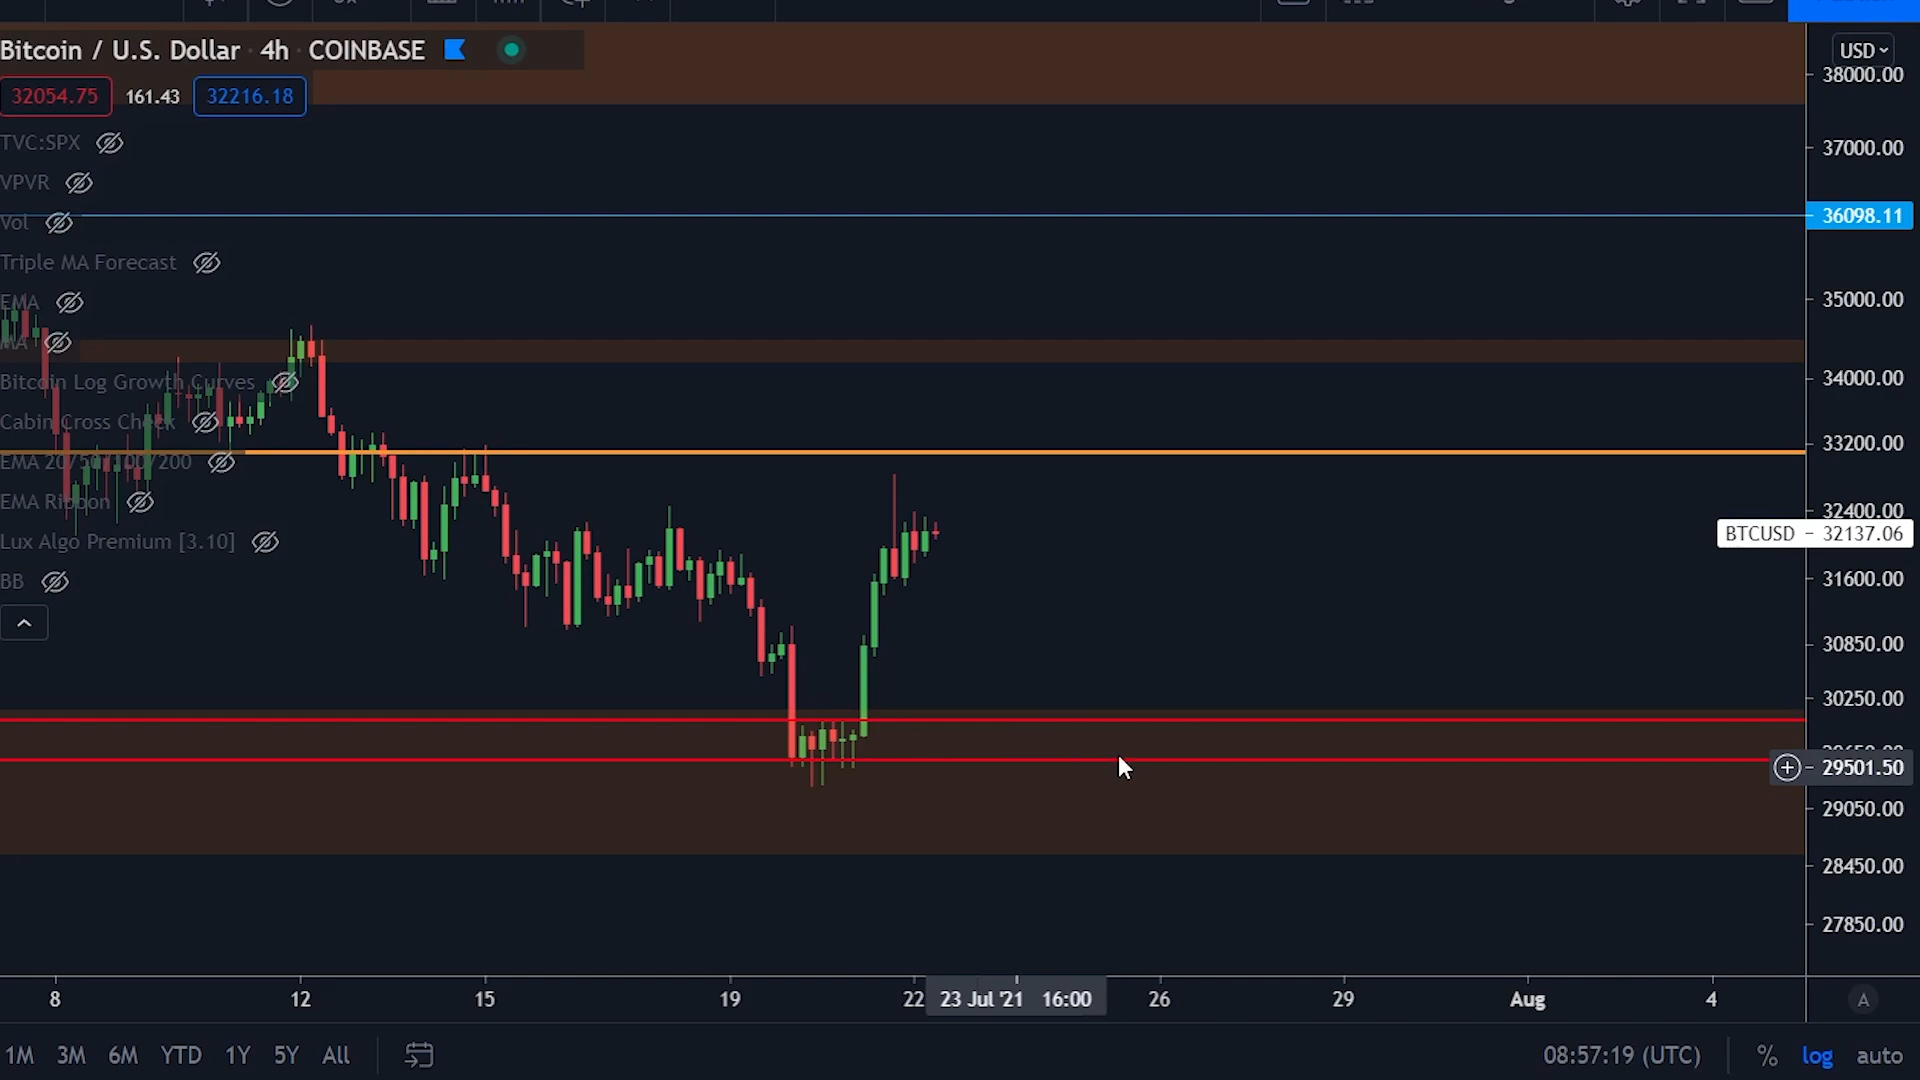 Bitcoin / U.S. Dollar · 4h · COINBASE
USD
38000.00
32054.75 161.43 32216.18
TVC:SPX
37000.00
VPVR
Vol
36098.11
Triple MA Forecast
EMA
35000.00
MA
Bitcoin Log Growth Curves
34000.00
Cabin Cross Check
33200.00
EMA 20/50/100/200
EMA Ribbon
32400.00
BTCUSD - 32137.06
Lux Algo Premium [3.10]
BB
31600.00
30850.00
30250.00
29501.50
29050.00
28450.00
27850.00
8 12 15 19 22 23 Jul '21 16:00 26 29 Aug 4 A
1M 3M 6M YTD 1Y 5Y All 08:57:19 (UTC) % log auto